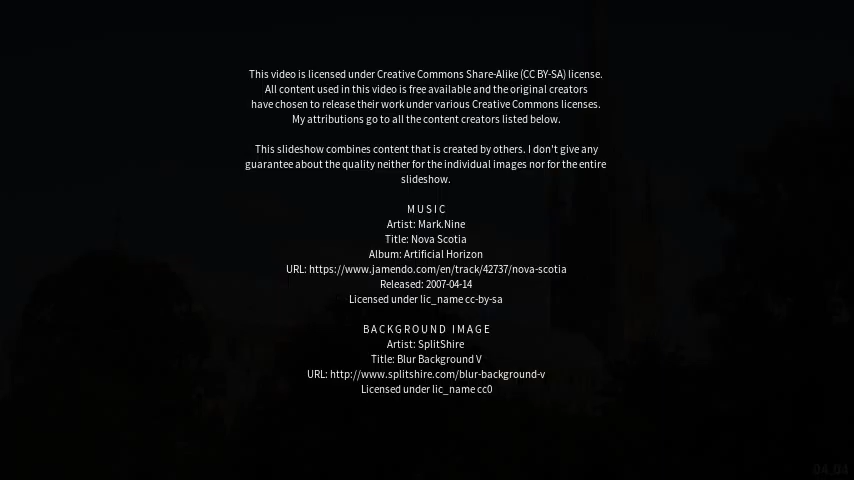 This video is licensed under Creative Commons Share-Alike (CC BY-SA) license.
All content used in this video is free available and the original creators
have chosen to release their work under various Creative Commons licenses.
My attributions go to all the content creators listed below.
This slideshow combines content that is created by others. I don't give any
guarantee about the quality neither for the individual images nor for the entire
slideshow.
MUSIC
Artist: Mark.Nine
Title: Nova Scotia
Album: Artificial Horizon
URL: https://www.jamendo.com/en/track/42737/nova-scotia
Released: 2007-04-14
Licensed under lic_name cc-by-sa
BACKGROUND IMAGE
Artist: SplitShire
Title: Blur Background V
URL: http://www.splitshire.com/blur-background-v
Licensed under lic_name cc0